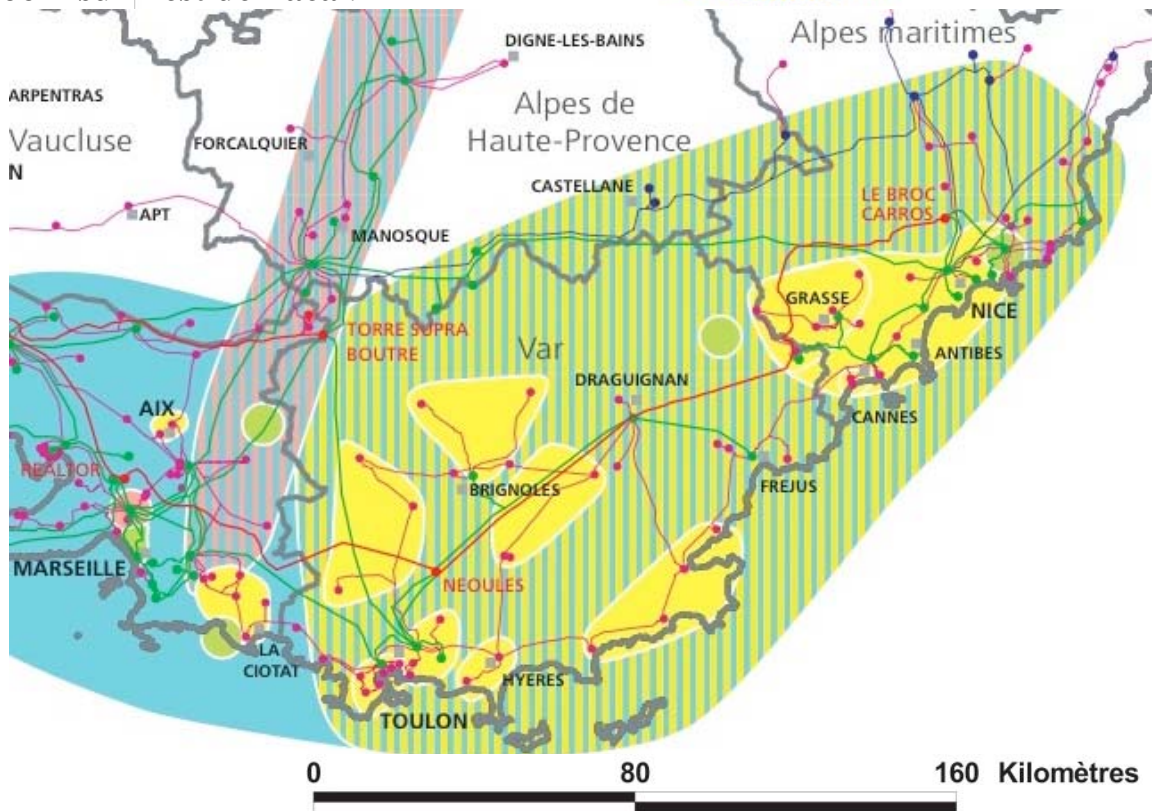 DIGNE-LES-BAINS
Alpes maritimes
ARPENTRAS
Alpes de
Haute-Provence
Vaucluse
FORCALQUIER
N
CASTELLANE
LE BROC
CARROS
APT
MANOSQUE
GRASSE
NICE
TORRE SUPRA
BOUTRE
Var
ANTIBES
DRAGUIGNAN
AIX
CANNES
REALTOR
BRIGNOLES
FREJUS
MARSEILLE
NEOULES
LA
CIOTAT
HYERES
TOULON
0 80 160 Kilomètres